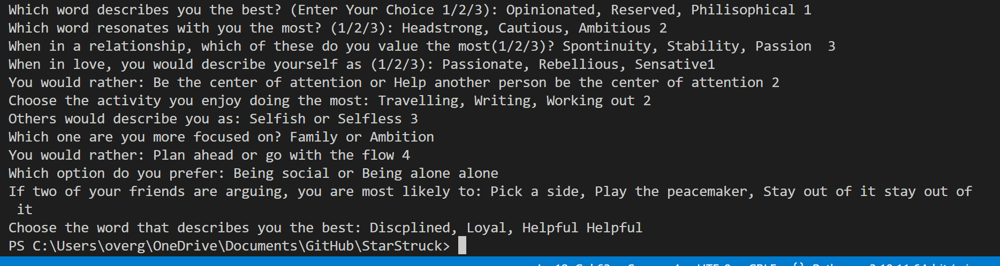 Which word describes you the best? (Enter Your Choice 1/2/3): Opinionated, Reserved, Philisophical 1
Which word resonates with you the most? (1/2/3): Headstrong, Cautious, Ambitious 2
When in a relationship, which of these do you value the most(1/2/3)? Spontinuity, Stability, Passion  3
When in love, you would describe yourself as (1/2/3): Passionate, Rebellious, Sensative1
You would rather: Be the center of attention or Help another person be the center of attention 2
Choose the activity you enjoy doing the most: Travelling, Writing, Working out 2
Others would describe you as: Selfish or Selfless 3
Which one are you more focused on? Family or Ambition
You would rather: Plan ahead or go with the flow 4
Which option do you prefer: Being social or Being alone alone
If two of your friends are arguing, you are most likely to: Pick a side, Play the peacemaker, Stay out of it stay out of
it
Choose the word that describes you the best: Discplined, Loyal, Helpful Helpful
PS C:\Users\overg\OneDrive\Documents\GitHub\StarStruck>